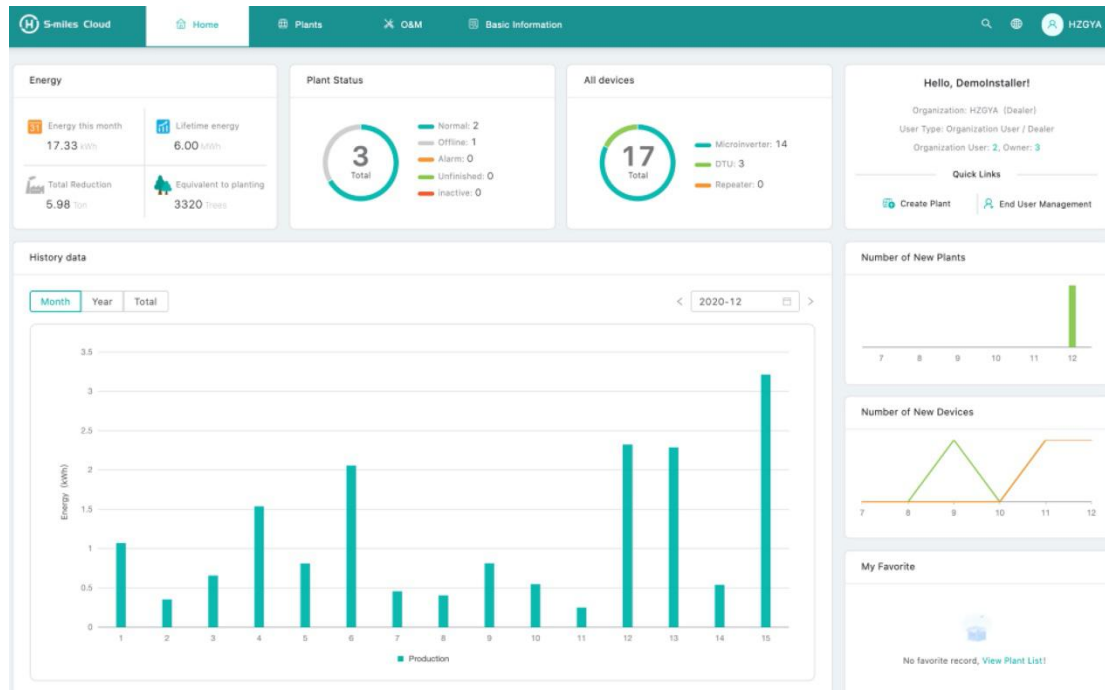 S-miles Cloud Home Plants O&M Basic Information HZGYA
Energy
Energy this month
17.33 kWh
Lifetime energy
6.00 MWh
Total Reduction
5.98 Ton
Equivalent to planting
3320 Trees
Plant Status
3
Total
Normal: 2
Offline: 1
Alarm: 0
Unfinished: 0
inactive: 0
All devices
17
Total
Microinverter: 14
DTU: 3
Repeater: 0
Hello, DemoInstaller!
Organization: HZGYA (Dealer)
User Type: Organization User / Dealer
Organization User: 2, Owner: 3
Quick Links
Create Plant End User Management
History data
Month Year Total
< 2020-12 >
3.5
3
2.5
2
1.5
1
0.5
0
Energy (kWh)
1 2 3 4 5 6 7 8 9 10 11 12 13 14 15
Production
Number of New Plants
7 8 9 10 11 12
Number of New Devices
7 8 9 10 11 12
My Favorite
No favorite record, View Plant List!